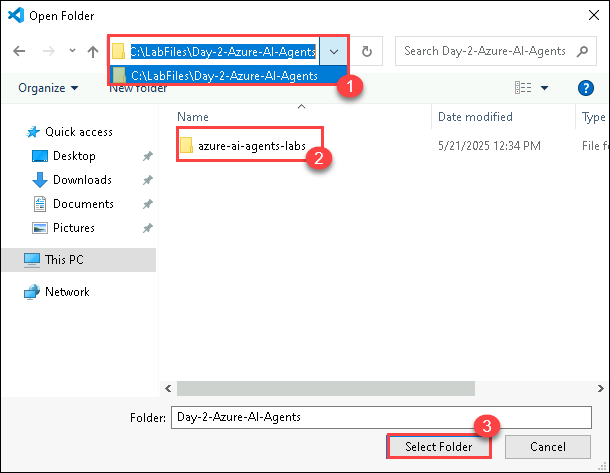 Open Folder
C:\LabFiles\Day-2-Azure-AI-Agents
Search Day-2-Azure-AI-Agents
C:\LabFiles\Day-2-Azure-AI-Agents
1
Organize
New folder
?
Name
Date modified
Type
Quick access
Desktop
Downloads
Documents
Pictures
This PC
Network
azure-ai-agents-labs
5/21/2025 12:34 PM
File f
2
Folder:
Day-2-Azure-AI-Agents
3
Select Folder
Cancel